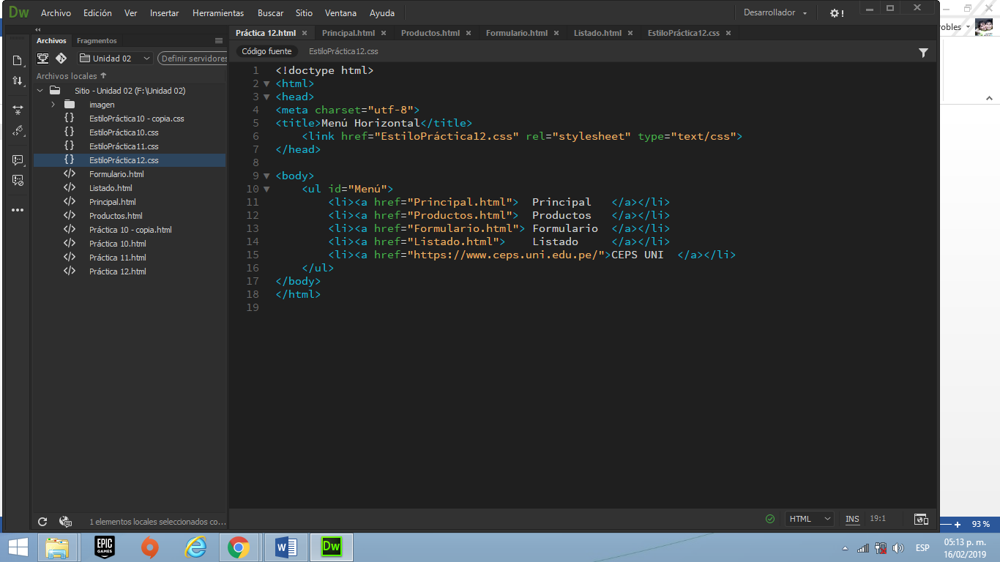 Dw Archivo Edición Ver Insertar Herramientas Buscar Sitio Ventana Ayuda Desarrollador !
robles
Archivos Fragmentos
Práctica 12.html Principal.html Productos.html Formulario.html Listado.html EstiloPráctica12.css
Unidad 02 Definir servidores
Código fuente EstiloPráctica12.css
Archivos locales
Sitio - Unidad 02 (F:\Unidad 02)
imagen
EstiloPráctica10 - copia.css
EstiloPráctica10.css
EstiloPráctica11.css
EstiloPráctica12.css
Formulario.html
Listado.html
Principal.html
Productos.html
Práctica 10 - copia.html
Práctica 10.html
Práctica 11.html
Práctica 12.html
1 <!doctype html>
2 <html>
3 <head>
4 <meta charset="utf-8">
5 <title>Menú Horizontal</title>
6 <link href="EstiloPráctica12.css" rel="stylesheet" type="text/css">
7 </head>
8
9 <body>
10 <ul id="Menú">
11 <li><a href="Principal.html"> Principal </a></li>
12 <li><a href="Productos.html"> Productos </a></li>
13 <li><a href="Formulario.html"> Formulario </a></li>
14 <li><a href="Listado.html"> Listado </a></li>
15 <li><a href="https://www.ceps.uni.edu.pe/">CEPS UNI </a></li>
16 </ul>
17 </body>
18 </html>
19
1 elementos locales seleccionados co...
HTML INS 19:1
93 %
EPIC GAMES
W Dw
ESP
05:13 p. m.
16/02/2019